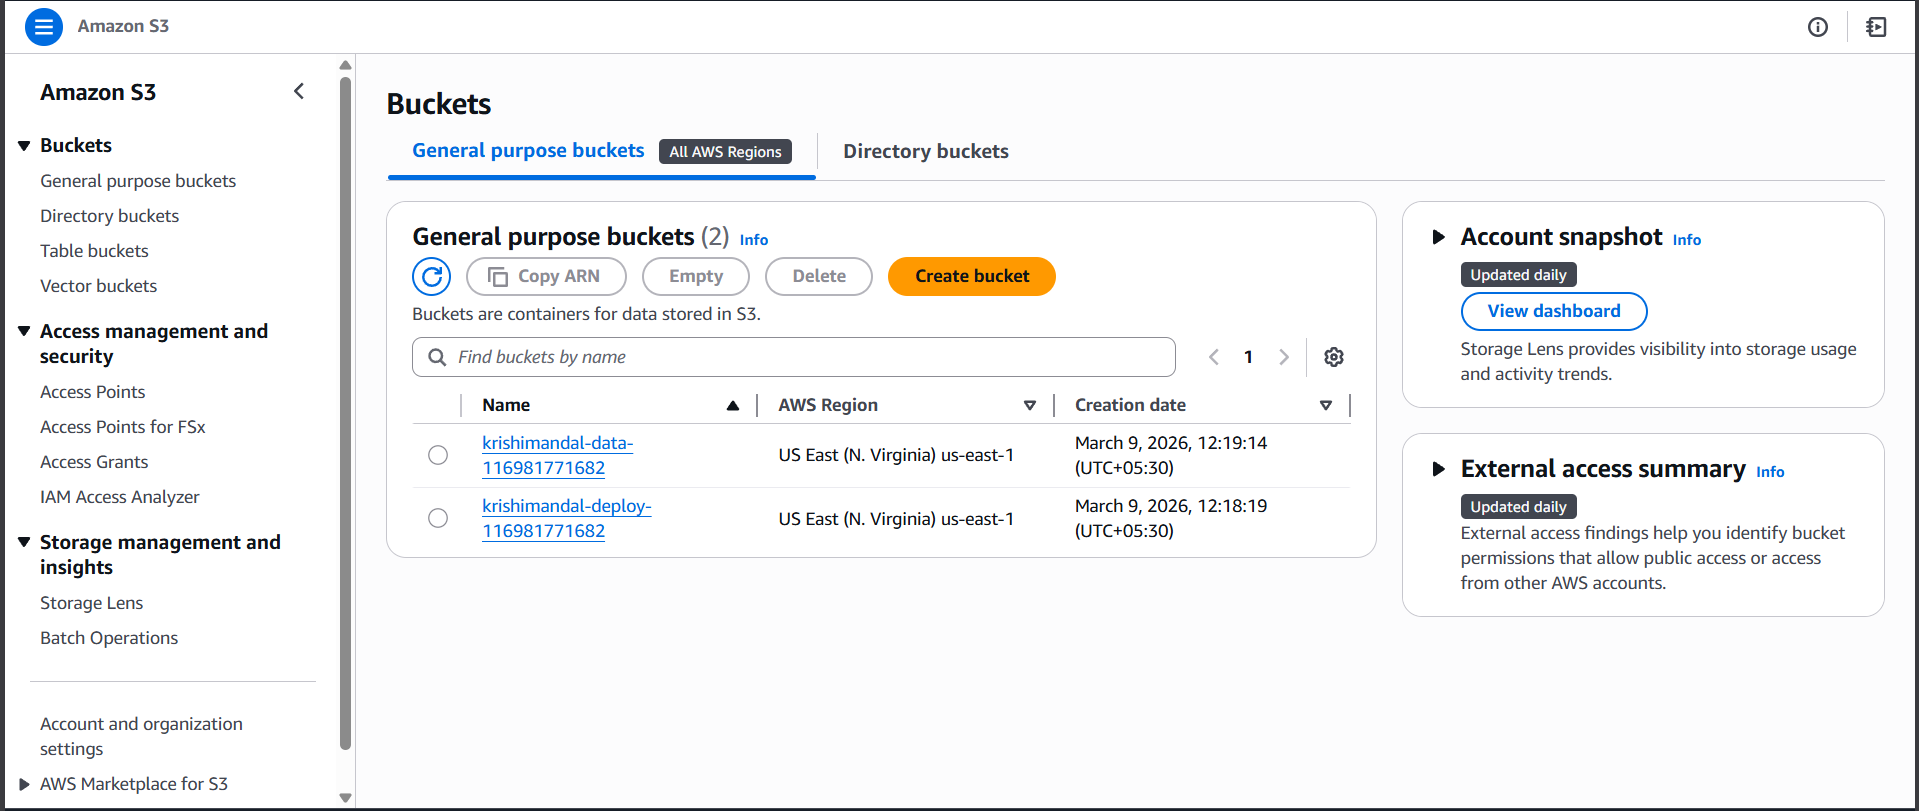 Amazon S3
Amazon S3
Buckets
General purpose buckets
Directory buckets
Table buckets
Vector buckets
Access management and
security
Access Points
Access Points for FSx
Access Grants
IAM Access Analyzer
Storage management and
insights
Storage Lens
Batch Operations
Account and organization
settings
AWS Marketplace for S3
Buckets
General purpose buckets All AWS Regions Directory buckets
General purpose buckets (2) Info
Copy ARN Empty Delete Create bucket
Buckets are containers for data stored in S3.
Find buckets by name 1
Name AWS Region Creation date
krishimandal-data-
116981771682
US East (N. Virginia) us-east-1
March 9, 2026, 12:19:14
(UTC+05:30)
krishimandal-deploy-
116981771682
US East (N. Virginia) us-east-1
March 9, 2026, 12:18:19
(UTC+05:30)
Account snapshot Info
Updated daily
View dashboard
Storage Lens provides visibility into storage usage
and activity trends.
External access summary Info
Updated daily
External access findings help you identify bucket
permissions that allow public access or access
from other AWS accounts.